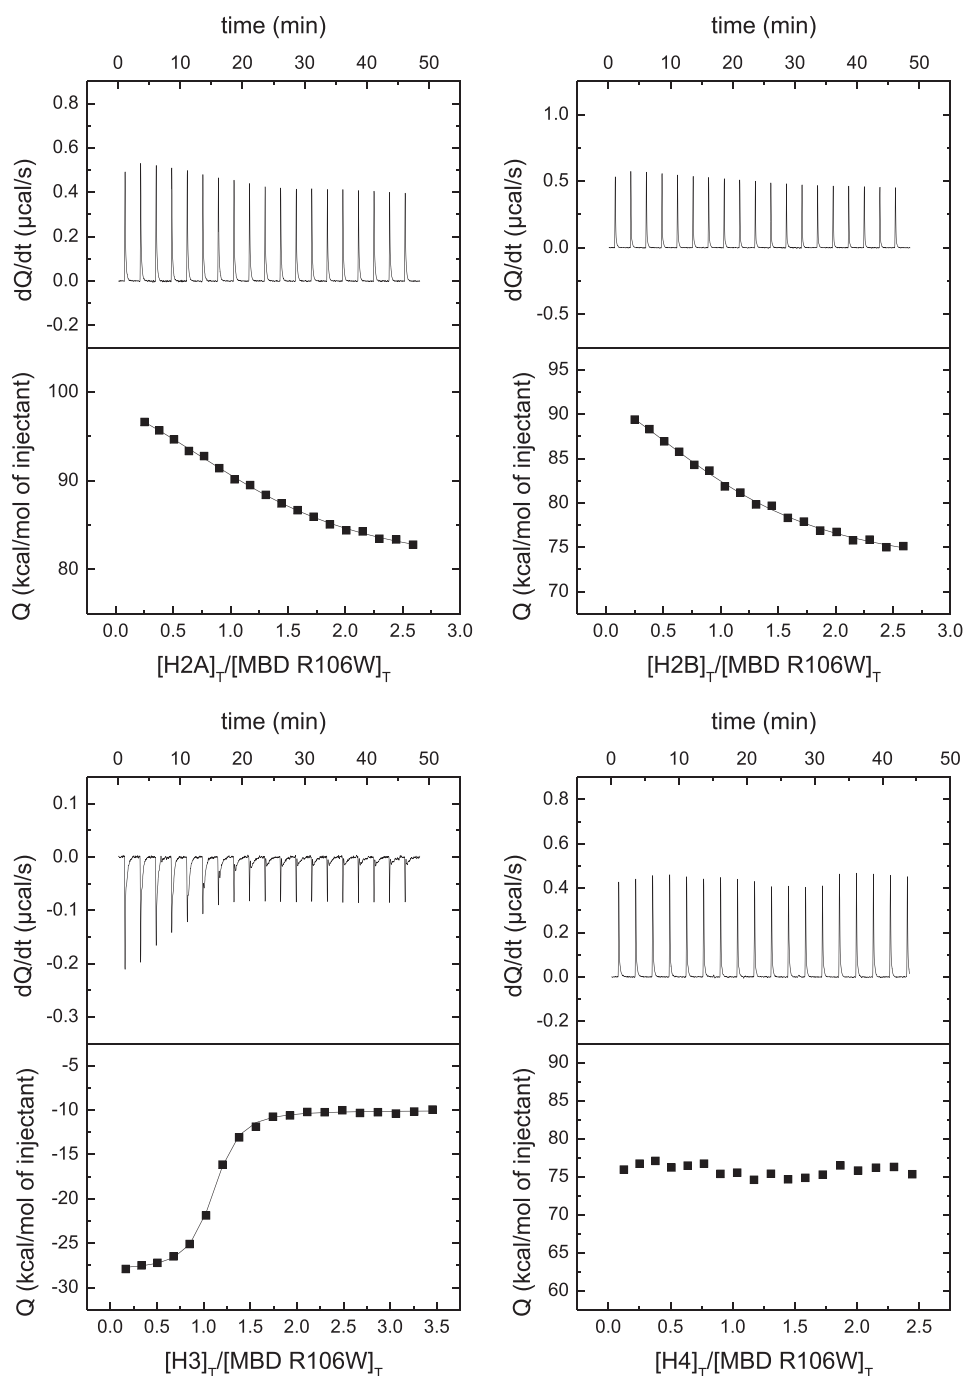 time (min)
time (min)
0 10 20 30 40 50
0 10 20 30 40 50
0.8
0.6
0.4
0.2
0.0
-0.2
dQ/dt (μcal/s)
1.0
0.5
0.0
-0.5
dQ/dt (μcal/s)
100
90
80
Q (kcal/mol of injectant)
95
90
85
80
75
70
Q (kcal/mol of injectant)
0.0 0.5 1.0 1.5 2.0 2.5 3.0
0.0 0.5 1.0 1.5 2.0 2.5 3.0
[H2A]T/[MBD R106W]T
[H2B]T/[MBD R106W]T
time (min)
time (min)
0 10 20 30 40 50
0 10 20 30 40 50
0.1
0.0
-0.1
-0.2
-0.3
dQ/dt (μcal/s)
0.8
0.6
0.4
0.2
0.0
-0.2
dQ/dt (μcal/s)
-5
-10
-15
-20
-25
-30
Q (kcal/mol of injectant)
90
85
80
75
70
65
60
Q (kcal/mol of injectant)
0.0 0.5 1.0 1.5 2.0 2.5 3.0 3.5
0.0 0.5 1.0 1.5 2.0 2.5
[H3]T/[MBD R106W]T
[H4]T/[MBD R106W]T